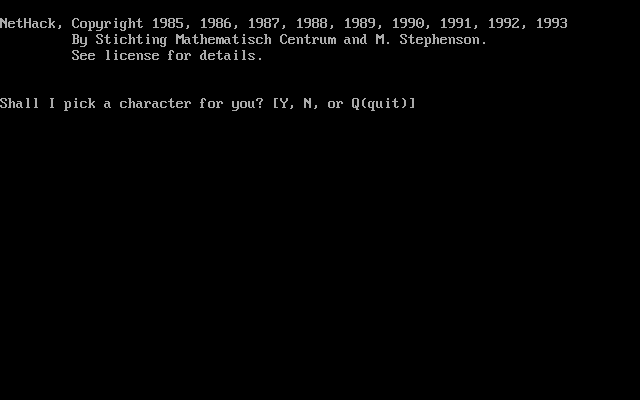 NetHack, Copyright 1985, 1986, 1987, 1988, 1989, 1990, 1991, 1992, 1993
By Stichting Mathematisch Centrum and M. Stephenson.
See license for details.
Shall I pick a character for you? [Y, N, or Q(quit)]